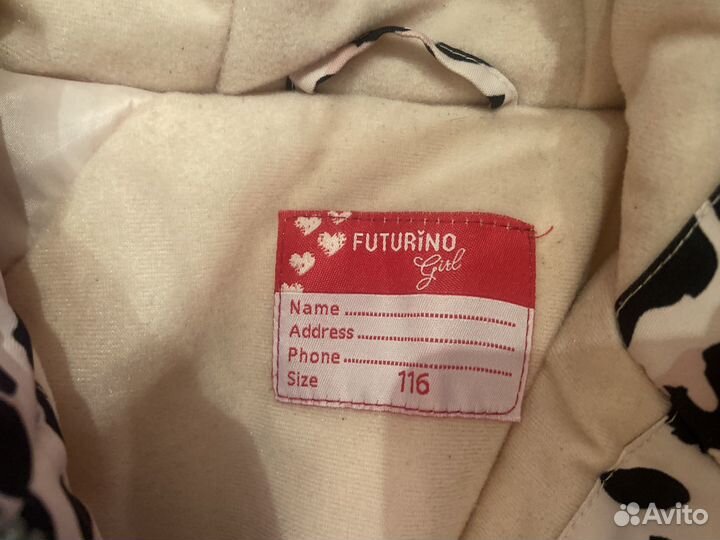 FUTURINO
Girl
Name
Address
Phone
Size 116
Avito